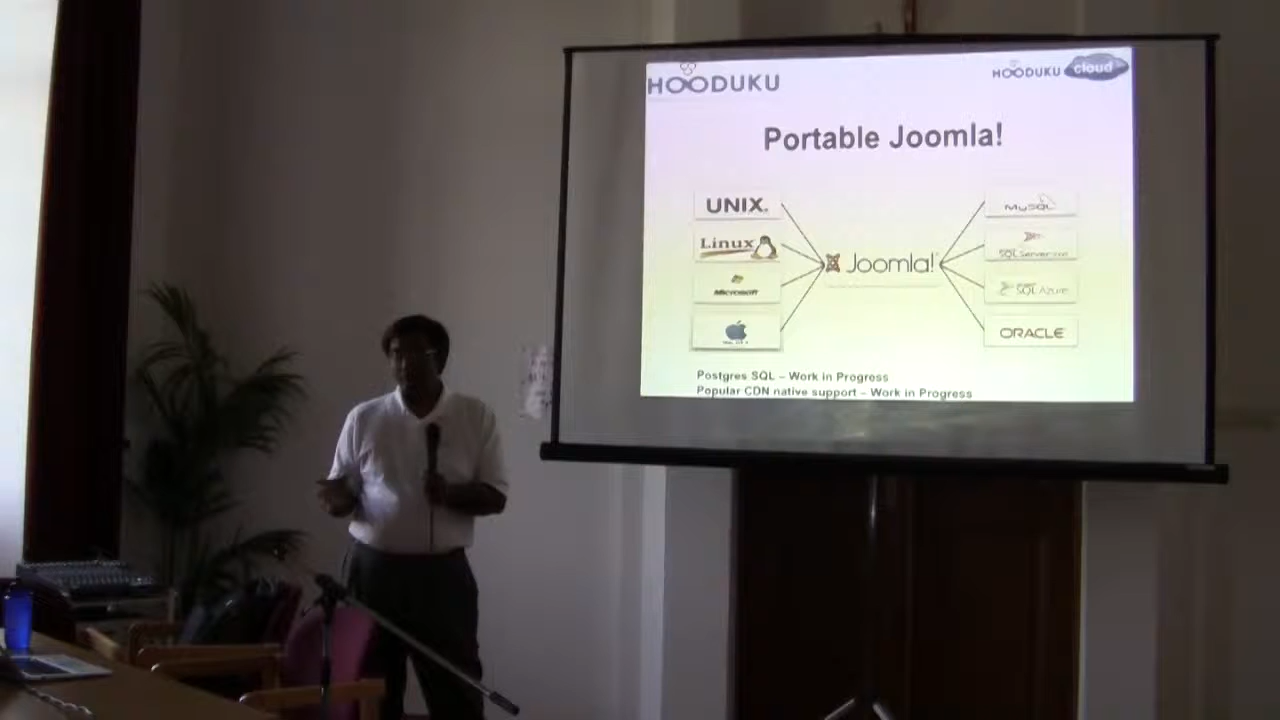 HOODUKU
HOODUKU cloud
Portable Joomla!
UNIX.
Linux
Microsoft
Joomla!
MySQL
SQL Server
SQL Azure
ORACLE
Postgres SQL – Work in Progress
Popular CDN native support – Work in Progress